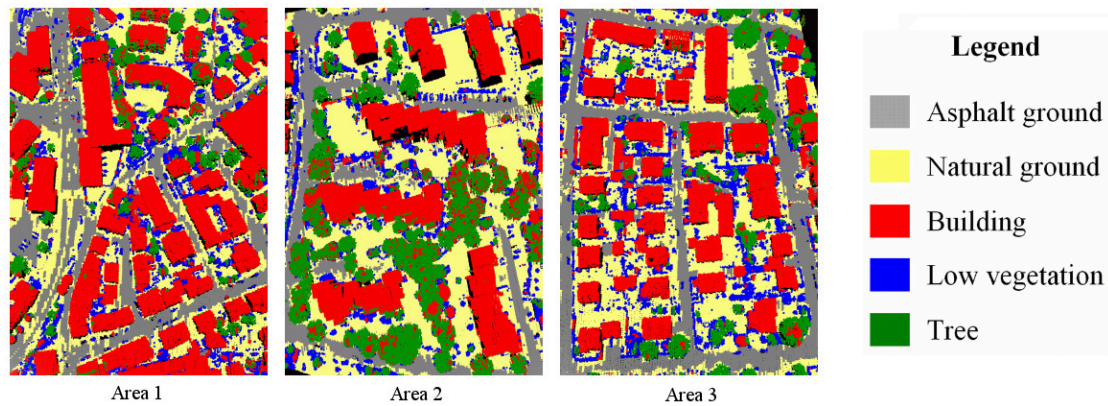 Legend
Asphalt ground
Natural ground
Building
Low vegetation
Tree
Area 1
Area 2
Area 3